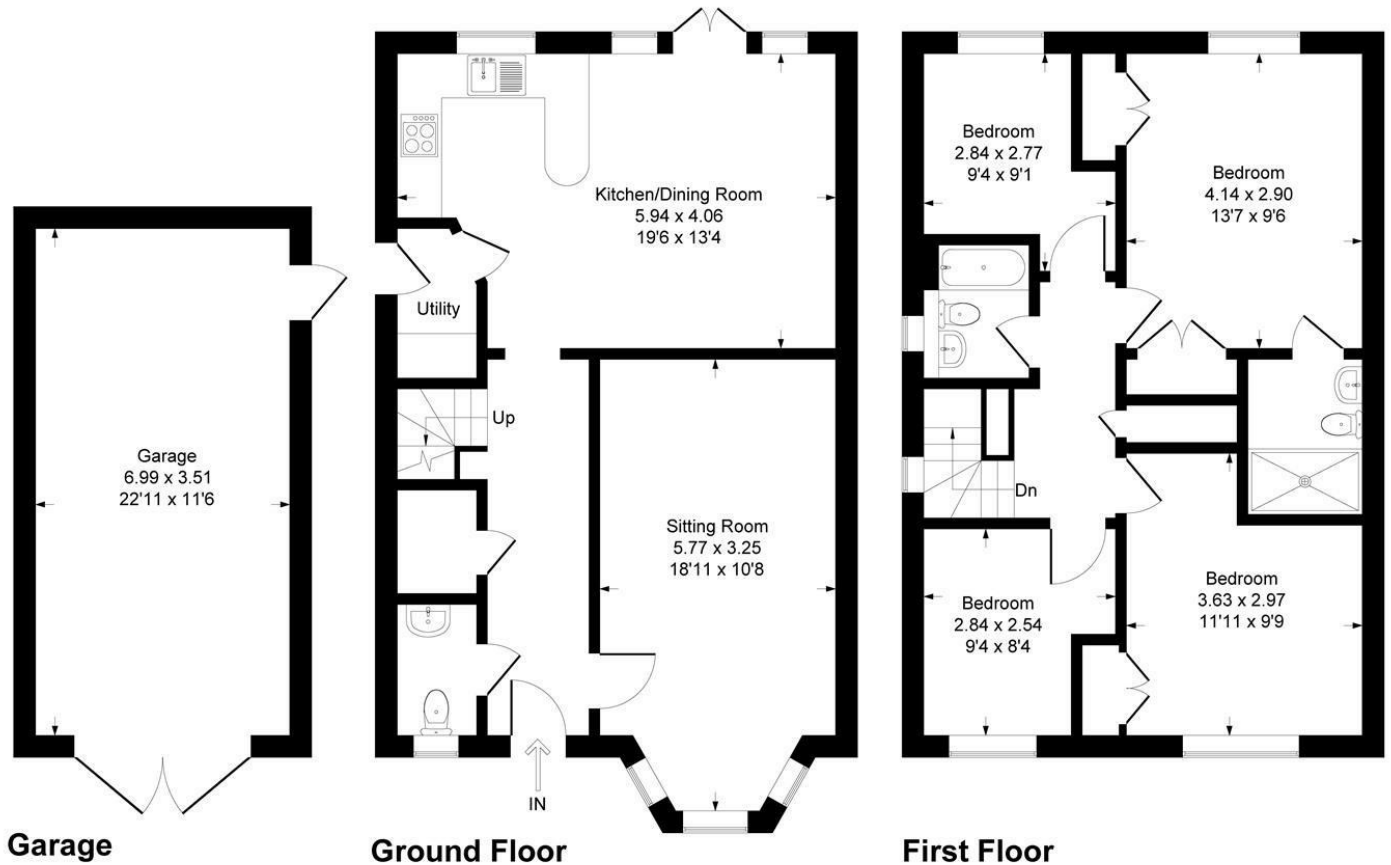 Garage
6.99 x 3.51
22'11 x 11'6
Garage
Kitchen/Dining Room
5.94 x 4.06
19'6 x 13'4
Utility
Up
Sitting Room
5.77 x 3.25
18'11 x 10'8
IN
Ground Floor
Bedroom
2.84 x 2.77
9'4 x 9'1
Bedroom
4.14 x 2.90
13'7 x 9'6
Dn
Bedroom
2.84 x 2.54
9'4 x 8'4
Bedroom
3.63 x 2.97
11'11 x 9'9
First Floor